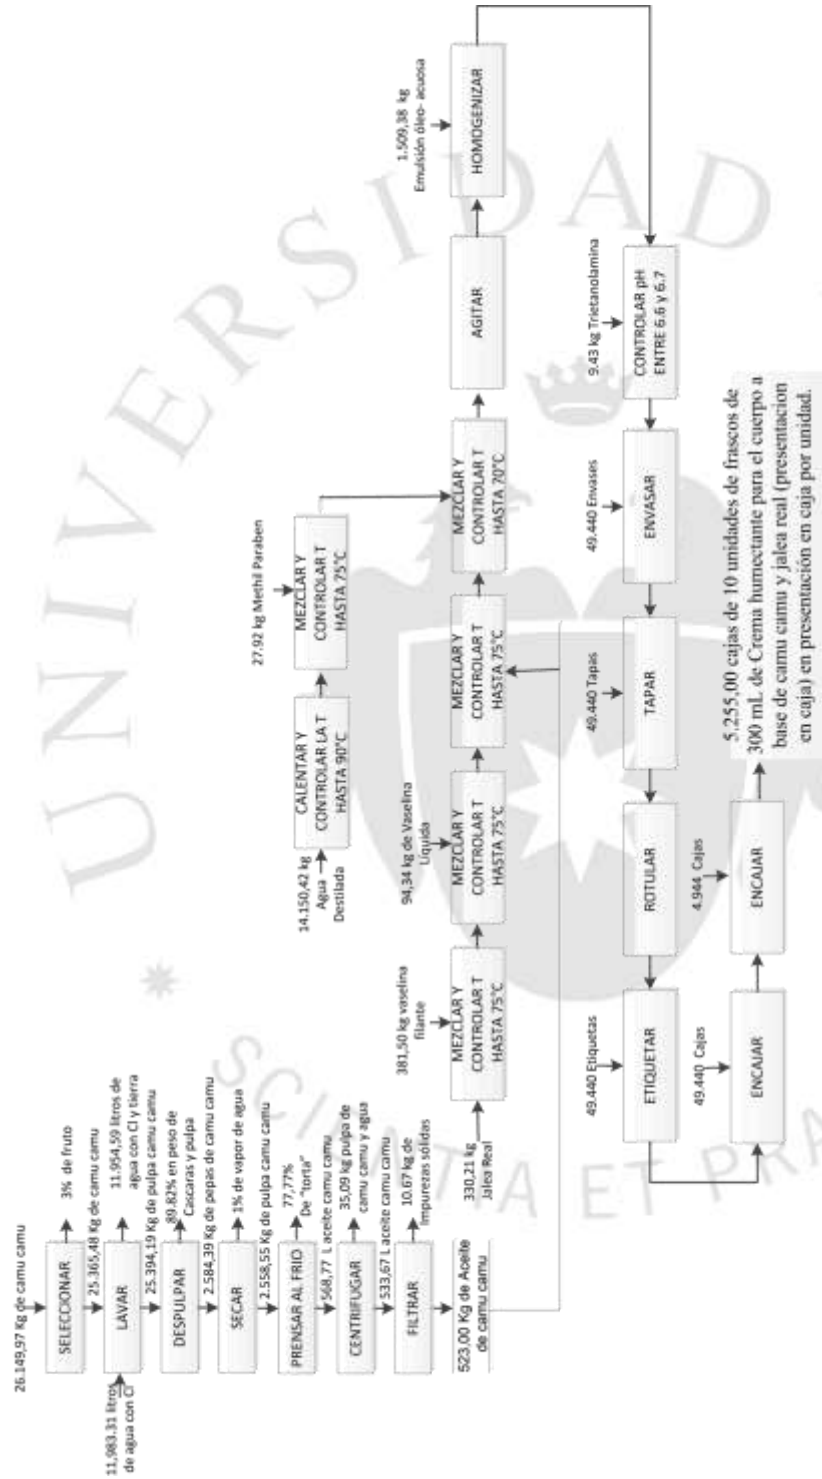 26.149,97 Kg de camu camu
SELECCIONAR
3% de fruto
25.365,48 Kg de camu camu
11,983.31 litros
de agua con Cl
LAVAR
11.954,59 litros de
agua con Cl y tierra
25.394,19 Kg de pulpa camu camu
DESPULPAR
89.82% en peso de
Cascaras y pulpa
2.584,39 Kg de pepas de camu camu
SECAR
1% de vapor de agua
2.558,55 Kg de pulpa camu camu
PRENSAR AL FRIO
77,77%
De "torta"
568,77 L aceite camu camu
CENTRIFUGAR
35,09 kg pulpa de
camu camu y agua
533,67 L aceite camu camu
FILTRAR
10.67 kg de
Impurezas sólidas
523,00 Kg de Aceite
de camu camu
330,21 kg
Jalea Real
381,50 kg vaselina
filante
MEZCLAR Y
CONTROLAR T
HASTA 75°C
94,34 kg de Vaselina
Líquida
MEZCLAR Y
CONTROLAR T
HASTA 75°C
MEZCLAR Y
CONTROLAR T
HASTA 75°C
14.150,42 kg
Agua
Destilada
CALENTAR Y
CONTROLAR LA T
HASTA 90°C
27.92 kg Methil Paraben
MEZCLAR Y
CONTROLAR T
HASTA 75°C
MEZCLAR Y
CONTROLAR T
HASTA 70°C
AGITAR
1.509,38 kg
Emulsión óleo- acuosa
HOMOGENIZAR
9.43 kg Trietanolamina
CONTROLAR pH
ENTRE 6.6 y 6.7
49.440 Envases
ENVASAR
49.440 Tapas
TAPAR
ROTULAR
49.440 Etiquetas
ETIQUETAR
49.440 Cajas
ENCAJAR
4.944 Cajas
ENCAJAR
5.255,00 cajas de 10 unidades de frascos de
300 mL de Crema humectante para el cuerpo a
base de camu camu y jalea real (presentacion
en caja) en presentación en caja por unidad.
UNIVERSIDAD
SCIENTIA ET PRA